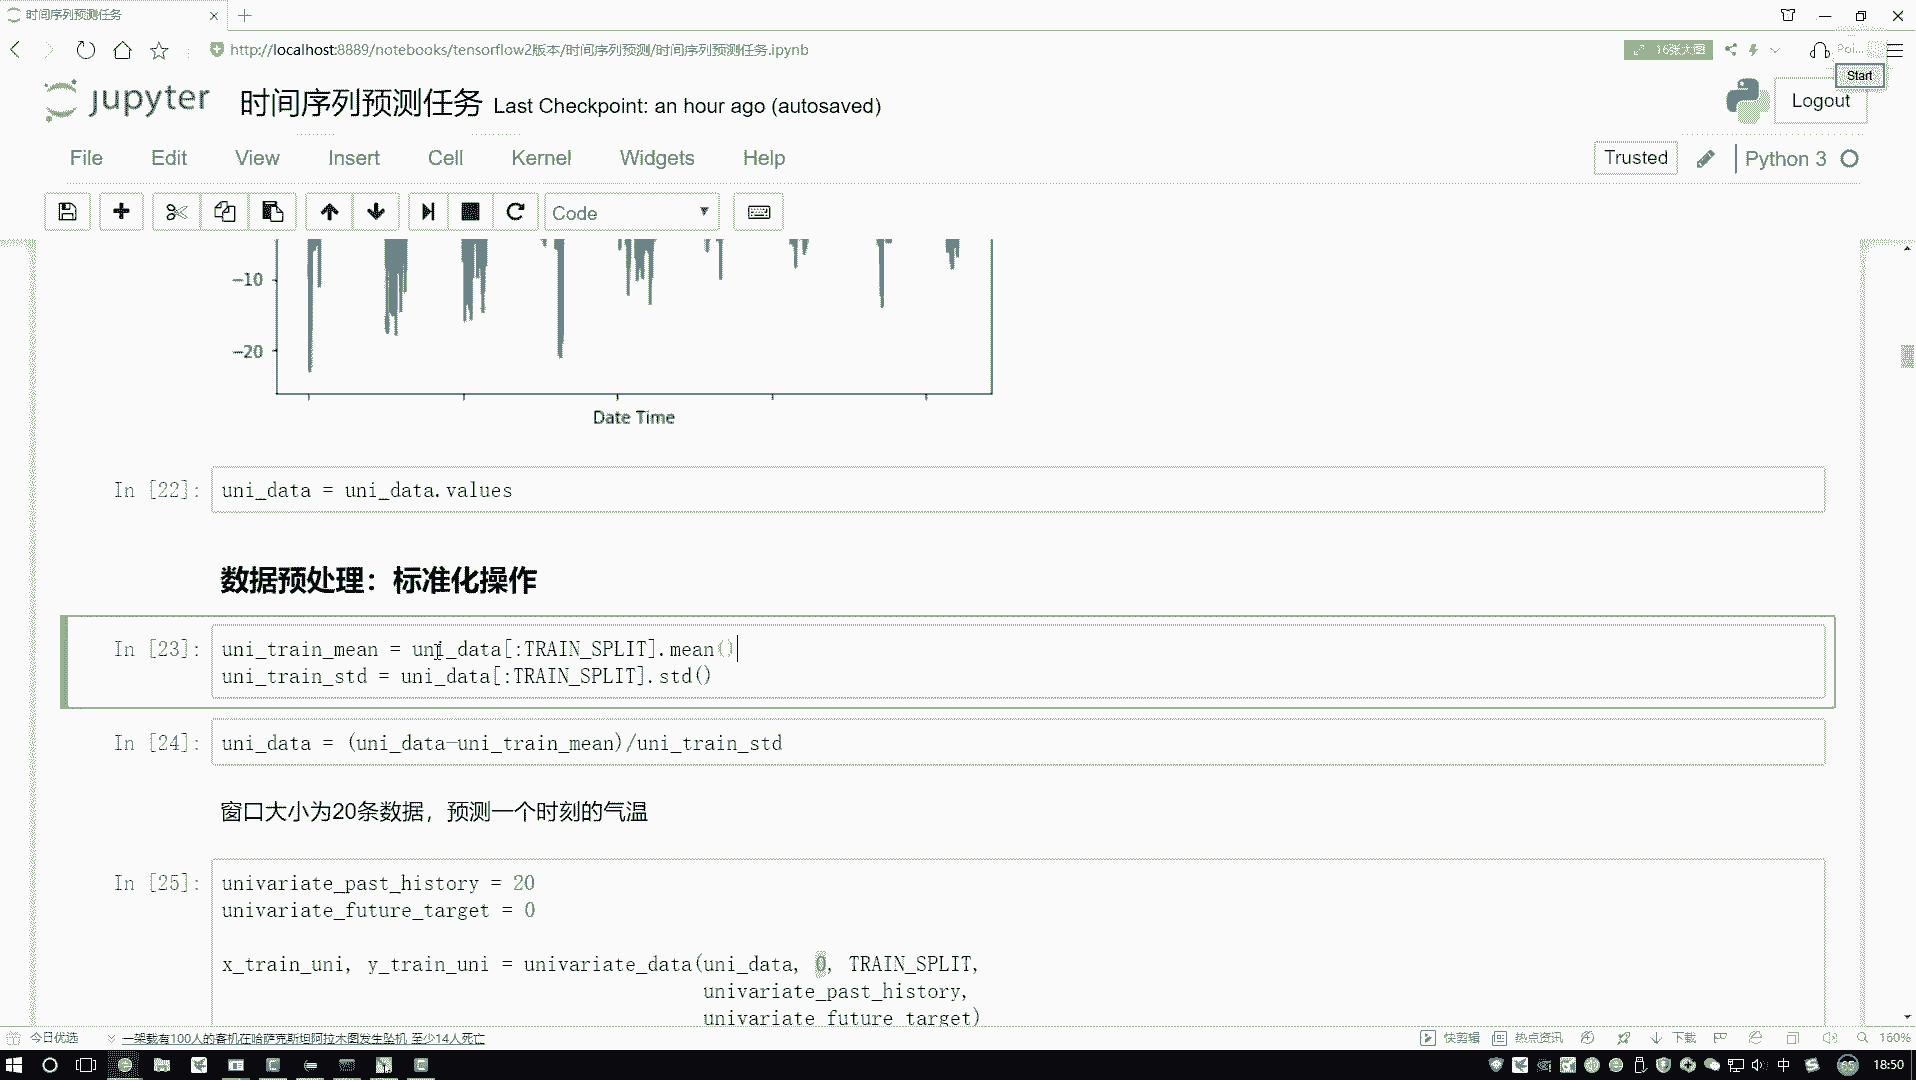 时间序列预测任务
http://localhost:8889/notebooks/tensorflow2版本/时间序列预测/时间序列预测任务.ipynb
16张大图
Poi...
Start
jupyter 时间序列预测任务 Last Checkpoint: an hour ago (autosaved)
Logout
File Edit View Insert Cell Kernel Widgets Help
Trusted
Python 3
Code
−10
−20
Date Time
In [22]: uni_data = uni_data.values
数据预处理：标准化操作
In [23]: uni_train_mean = uni_data[:TRAIN_SPLIT].mean()
uni_train_std = uni_data[:TRAIN_SPLIT].std()
In [24]: uni_data = (uni_data-uni_train_mean)/uni_train_std
窗口大小为20条数据，预测一个时刻的气温
In [25]: univariate_past_history = 20
univariate_future_target = 0
x_train_uni, y_train_uni = univariate_data(uni_data, 0, TRAIN_SPLIT,
univariate_past_history,
univariate_future_target)
今日优选 一架载有100人的客机在哈萨克斯坦阿拉木图发生坠机 至少14人死亡
快剪辑 热点资讯 下载 160%
中 65 18:50